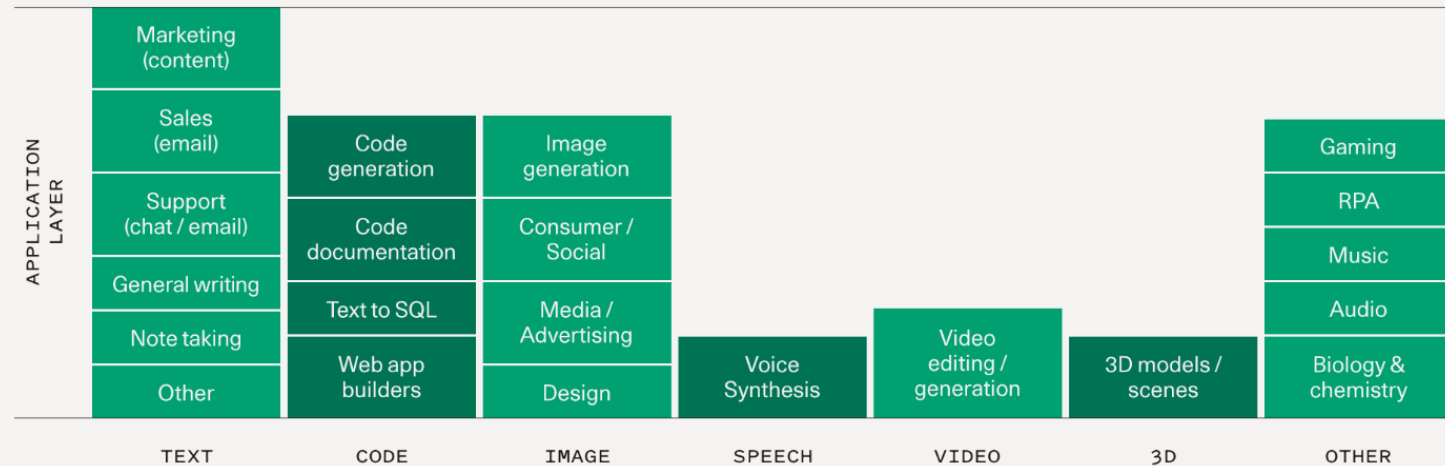 APPLICATION
LAYER
Marketing
(content)
Sales
(email)
Support
(chat / email)
General writing
Note taking
Other
Code
generation
Code
documentation
Text to SQL
Web app
builders
Image
generation
Consumer /
Social
Media /
Advertising
Design
Voice
Synthesis
Video
editing /
generation
3D models /
scenes
Gaming
RPA
Music
Audio
Biology &
chemistry
TEXT
CODE
IMAGE
SPEECH
VIDEO
3D
OTHER